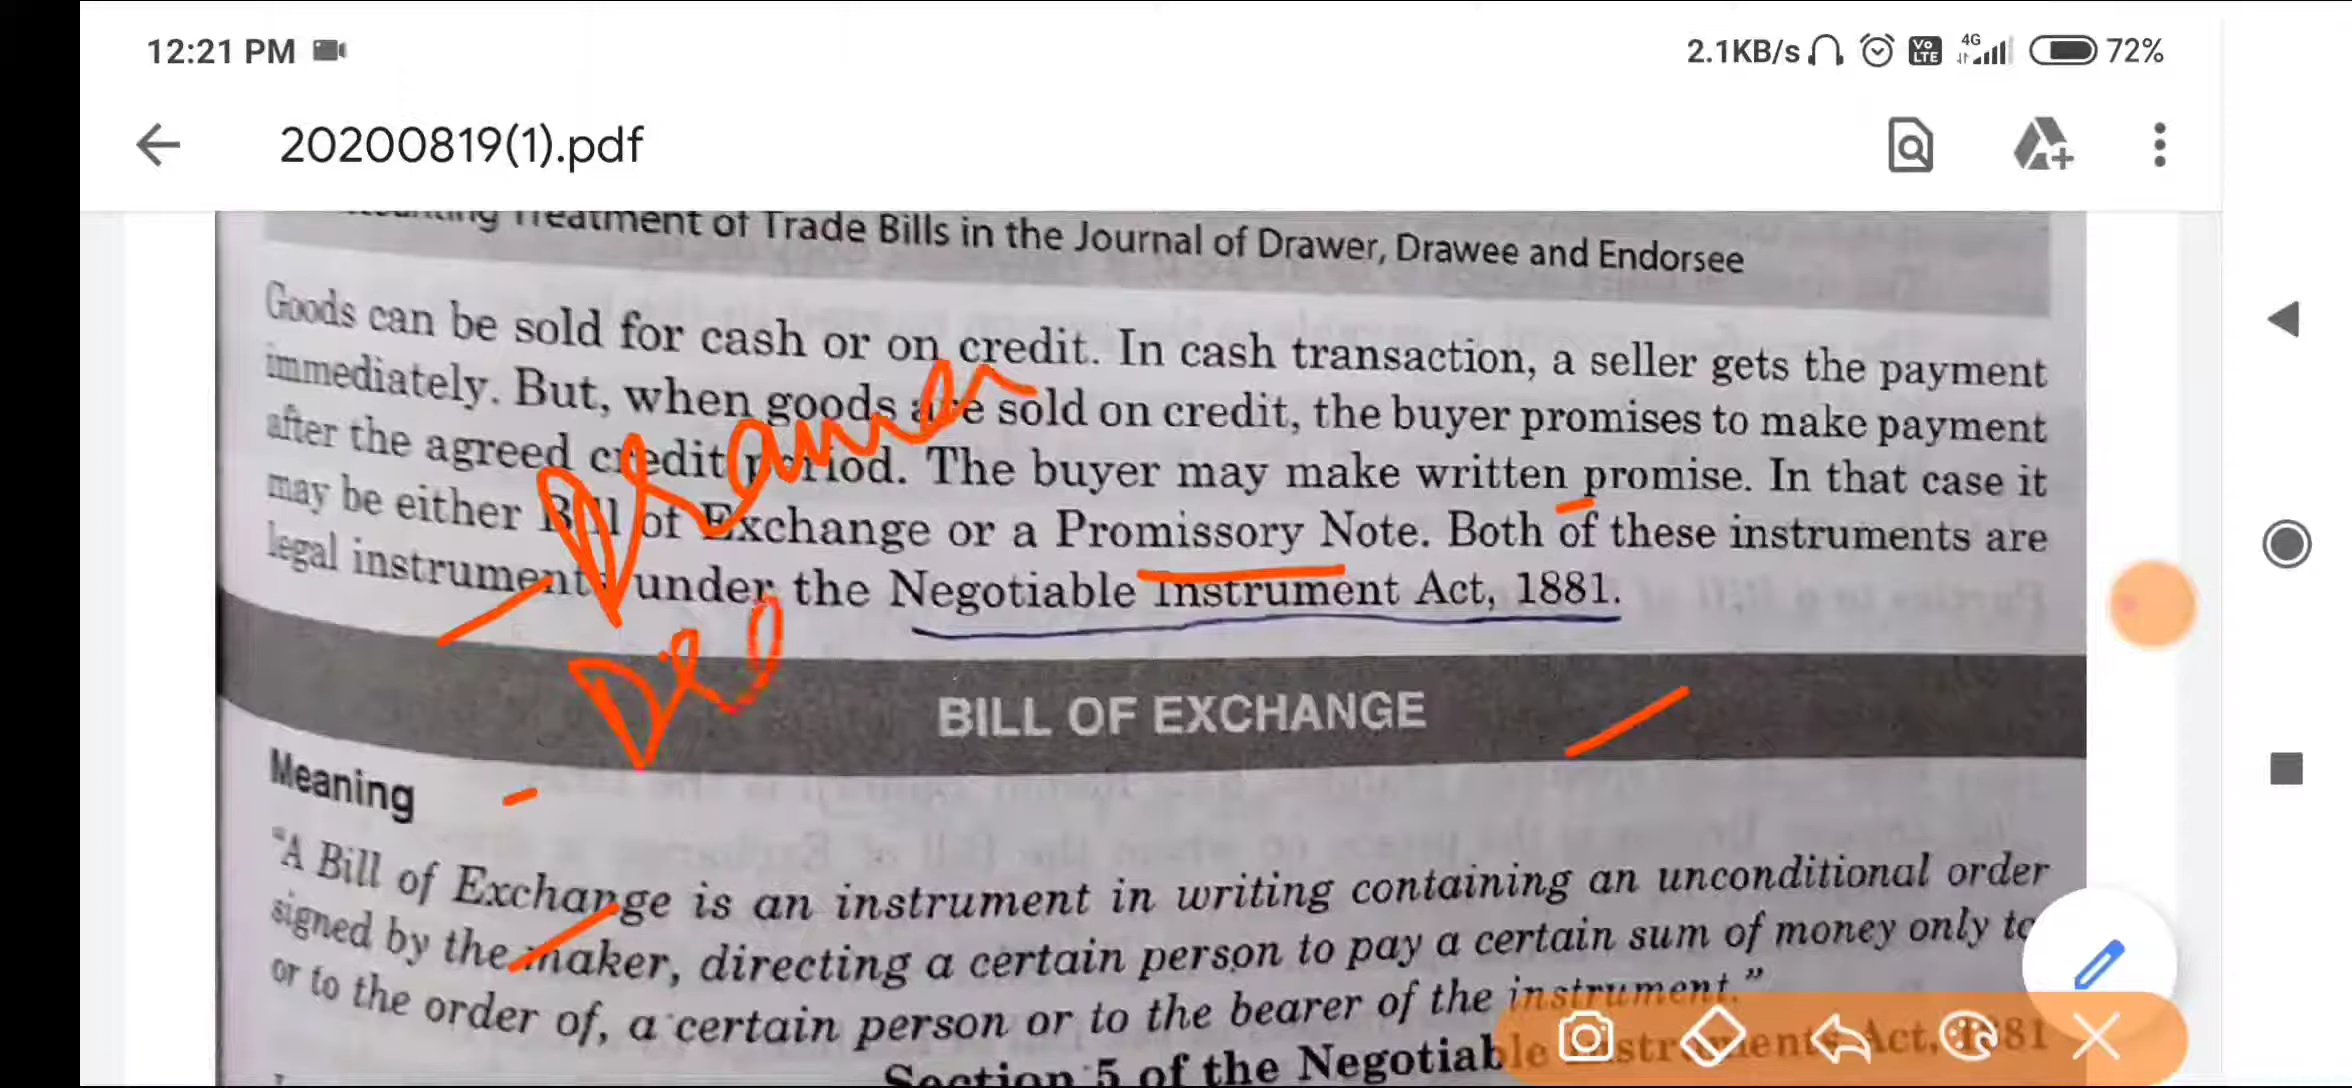 12:21 PM
2.1KB/s Vo LTE 4G 72%
20200819(1).pdf
Treatment of Trade Bills in the Journal of Drawer, Drawee and Endorsee
Goods can be sold for cash or on credit. In cash transaction, a seller gets the payment
immediately. But, when goods are sold on credit, the buyer promises to make payment
after the agreed credit period. The buyer may make written promise. In that case it
may be either Bill of Exchange or a Promissory Note. Both of these instruments are
legal instruments under the Negotiable Instrument Act, 1881.
Drawer
BILL OF EXCHANGE
Meaning
"A Bill of Exchange is an instrument in writing containing an unconditional order
signed by the maker, directing a certain person to pay a certain sum of money only to
or to the order of, a certain person or to the bearer of the instrument."
Section 5 of the Negotiable Instruments Act, 1881